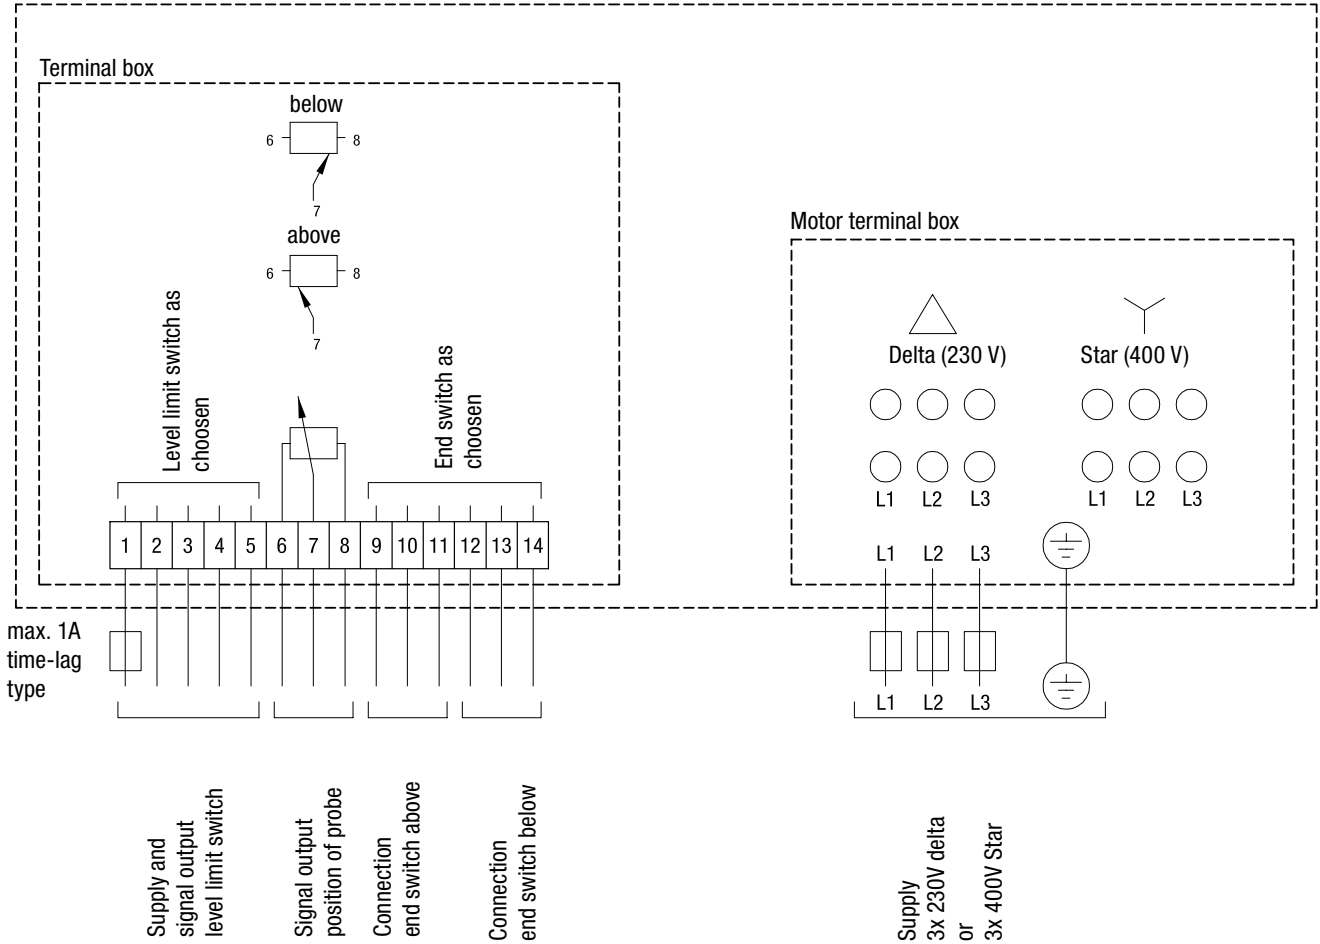 Terminal box
below
6
8
7
above
6
8
7
Level limit switch as
choosen
End switch as
choosen
1 2 3 4 5 6 7 8 9 10 11 12 13 14
max. 1A
time-lag
type
Supply and
signal output
level limit switch
Signal output
position of probe
Connection
end switch above
Connection
end switch below
Motor terminal box
Delta (230 V)
Star (400 V)
L1 L2 L3
L1 L2 L3
L1 L2 L3
L1 L2 L3
Supply
3x 230V delta
or
3x 400V Star